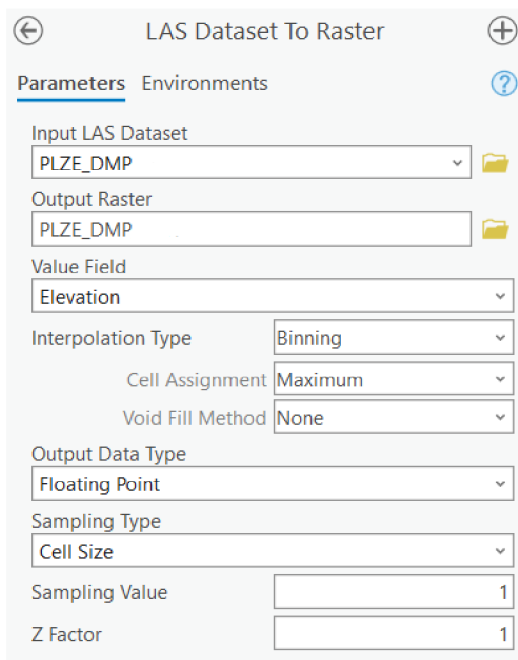 LAS Dataset To Raster
Parameters Environments
?
Input LAS Dataset
PLZE_DMP
Output Raster
PLZE_DMP
Value Field
Elevation
Interpolation Type Binning
Cell Assignment Maximum
Void Fill Method None
Output Data Type
Floating Point
Sampling Type
Cell Size
Sampling Value 1
Z Factor 1